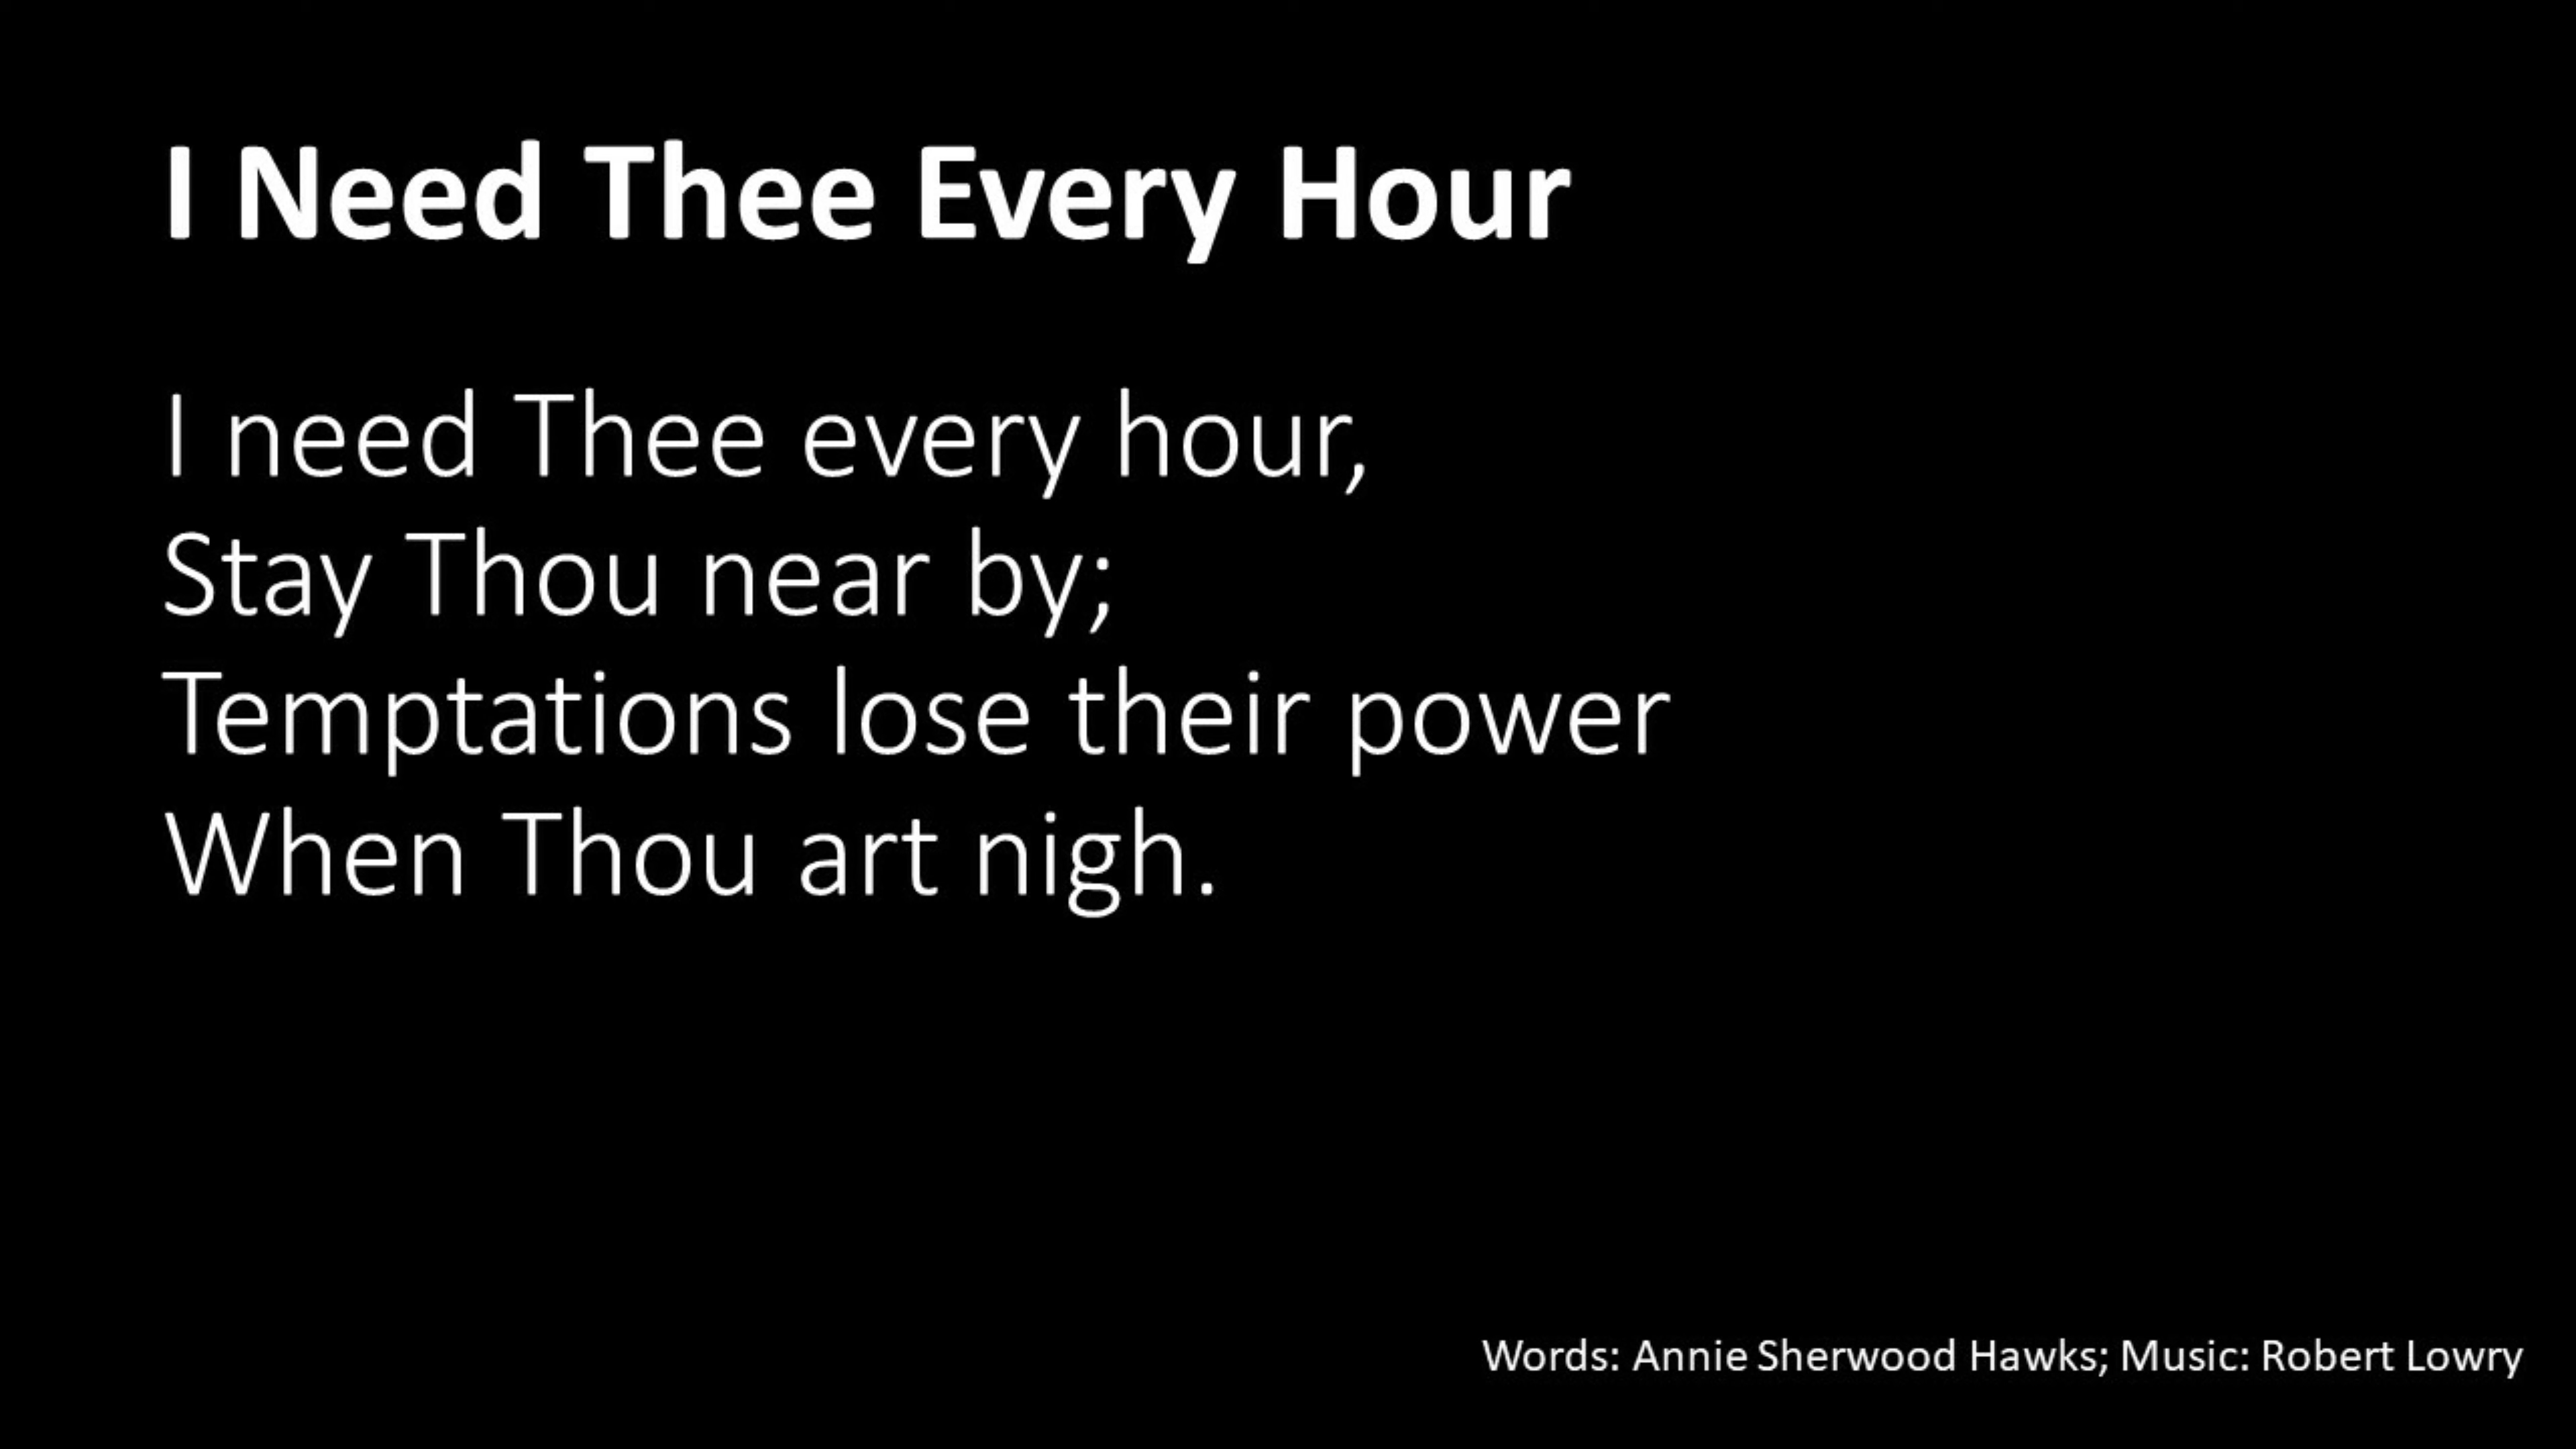 I Need Thee Every Hour
I need Thee every hour,
Stay Thou near by;
Temptations lose their power
When Thou art nigh.
Words: Annie Sherwood Hawks; Music: Robert Lowry